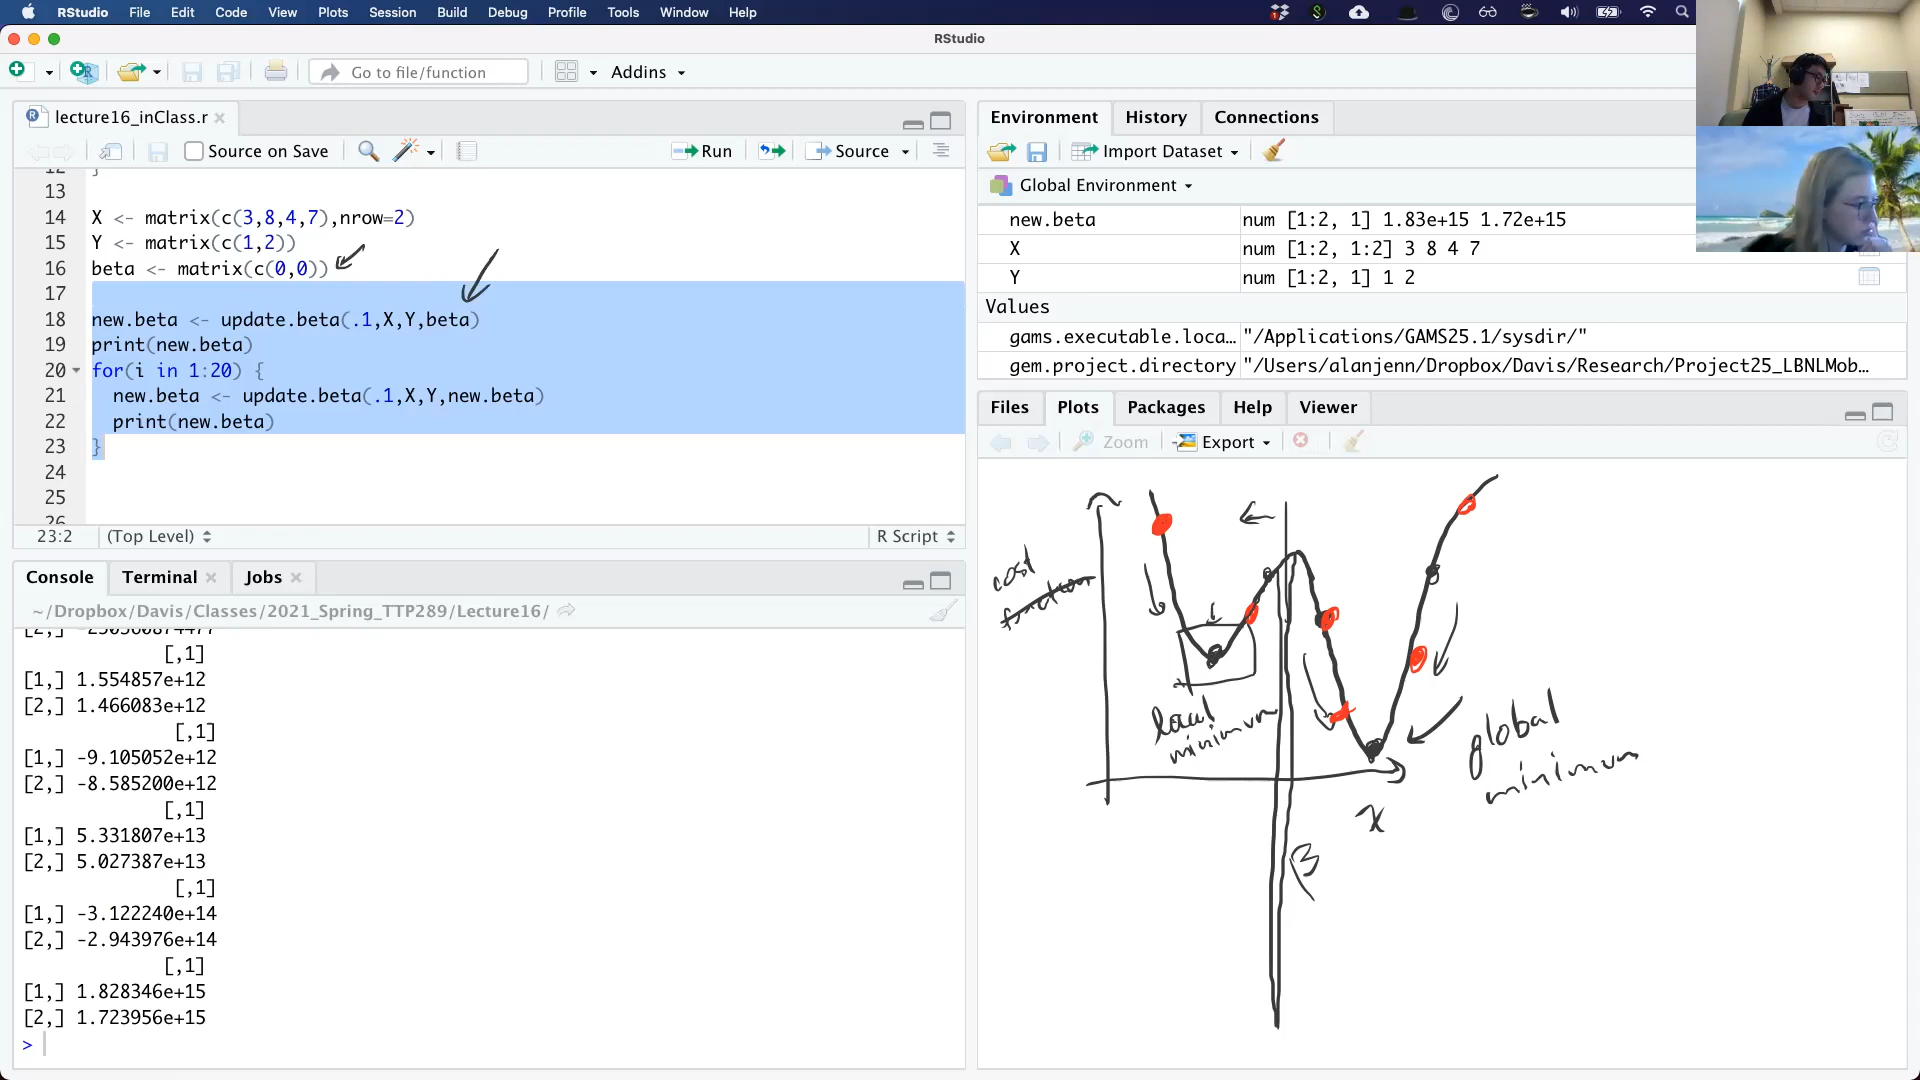 RStudio File Edit Code View Plots Session Build Debug Profile Tools Window Help
RStudio
Go to file/function
Addins
lecture16_inClass.r
Source on Save
Run
Source
12 }
13
14 X <- matrix(c(3,8,4,7),nrow=2)
15 Y <- matrix(c(1,2))
16 beta <- matrix(c(0,0))
17
18 new.beta <- update.beta(.1,X,Y,beta)
19 print(new.beta)
20 for(i in 1:20) {
21 new.beta <- update.beta(.1,X,Y,new.beta)
22 print(new.beta)
23 }
24
25
26
23:2 (Top Level) R Script
Console Terminal Jobs
~/Dropbox/Davis/Classes/2021_Spring_TTP289/Lecture16/
[2,] -250360874477
[,1]
[1,] 1.554857e+12
[2,] 1.466083e+12
[,1]
[1,] -9.105052e+12
[2,] -8.585200e+12
[,1]
[1,] 5.331807e+13
[2,] 5.027387e+13
[,1]
[1,] -3.122240e+14
[2,] -2.943976e+14
[,1]
[1,] 1.828346e+15
[2,] 1.723956e+15
>
Environment History Connections
Import Dataset
Global Environment
new.beta num [1:2, 1] 1.83e+15 1.72e+15
X num [1:2, 1:2] 3 8 4 7
Y num [1:2, 1] 1 2
Values
gams.executable.loca… "/Applications/GAMS25.1/sysdir/"
gem.project.directory "/Users/alanjenn/Dropbox/Davis/Research/Project25_LBNLMob…
Files Plots Packages Help Viewer
Zoom Export
cost
function
local
minimum
global
minimum
x
β